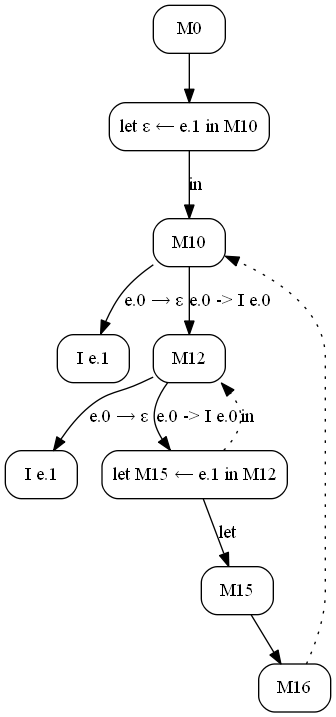 M0
let ε ← e.1 in M10
in
M10
e.0 → ε
e.0 -> I e.0
I e.1
M12
e.0 → ε
e.0 -> I e.0
in
I e.1
let M15 ← e.1 in M12
let
M15
M16